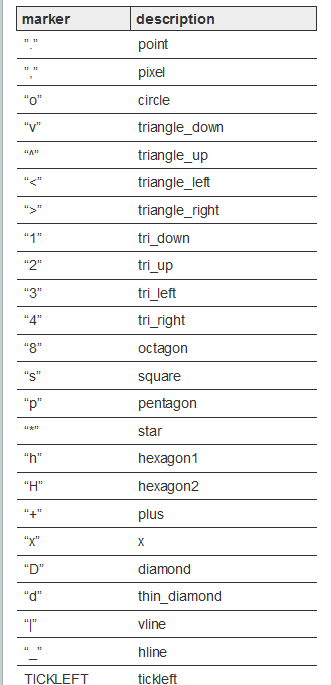 marker description
”.” point
”,” pixel
“o” circle
“v” triangle_down
“^” triangle_up
“<” triangle_left
“>” triangle_right
“1” tri_down
“2” tri_up
“3” tri_left
“4” tri_right
“8” octagon
“s” square
“p” pentagon
“*” star
“h” hexagon1
“H” hexagon2
“+” plus
“x” x
“D” diamond
“d” thin_diamond
“|” vline
“_” hline
TICKLEFT tickleft